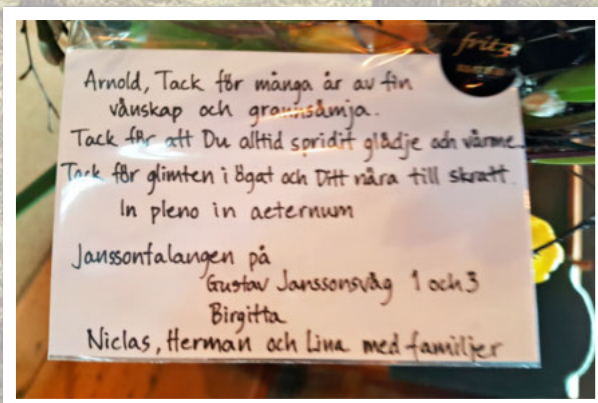 fritz
Arnold, Tack för många år av fin
vänskap och grannsämja.
Tack för att Du alltid spridit glädje och värme.
Tack för glimten i ögat och Ditt nära till skratt.
In pleno in aeternum
Janssonfalangen på
Gustav Janssonsväg 1 och 3
Birgitta
Niclas, Herman och Lina med familjer